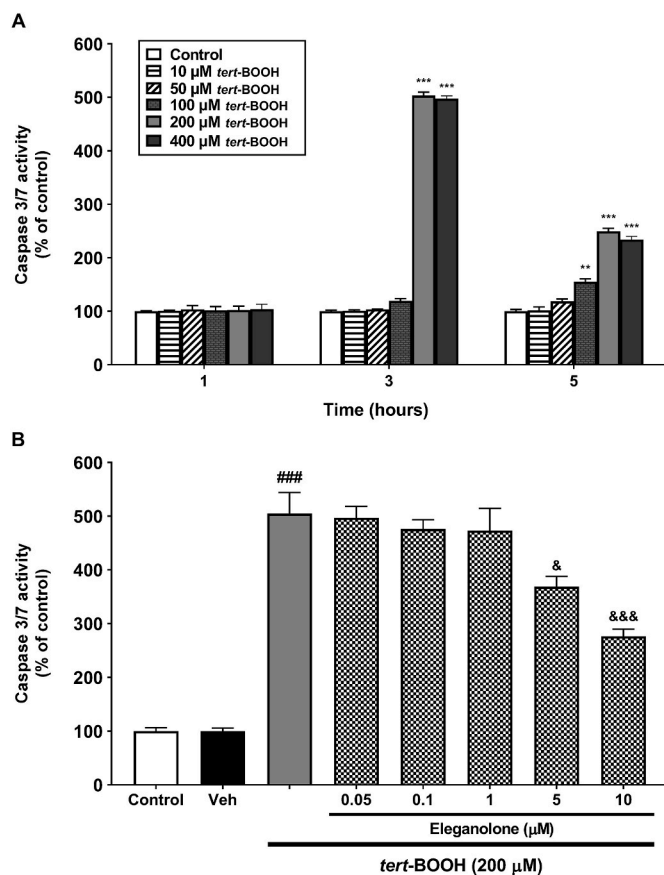 A
Caspase 3/7 activity
(% of control)
600
500
400
300
200
100
0
Control
10 µM tert-BOOH
50 µM tert-BOOH
100 µM tert-BOOH
200 µM tert-BOOH
400 µM tert-BOOH
*** ***
** *** ***
1 3 5
Time (hours)
B
Caspase 3/7 activity
(% of control)
600
500
400
300
200
100
0
###
&
&&&
Control Veh 0.05 0.1 1 5 10
Eleganolone (µM)
tert-BOOH (200 µM)